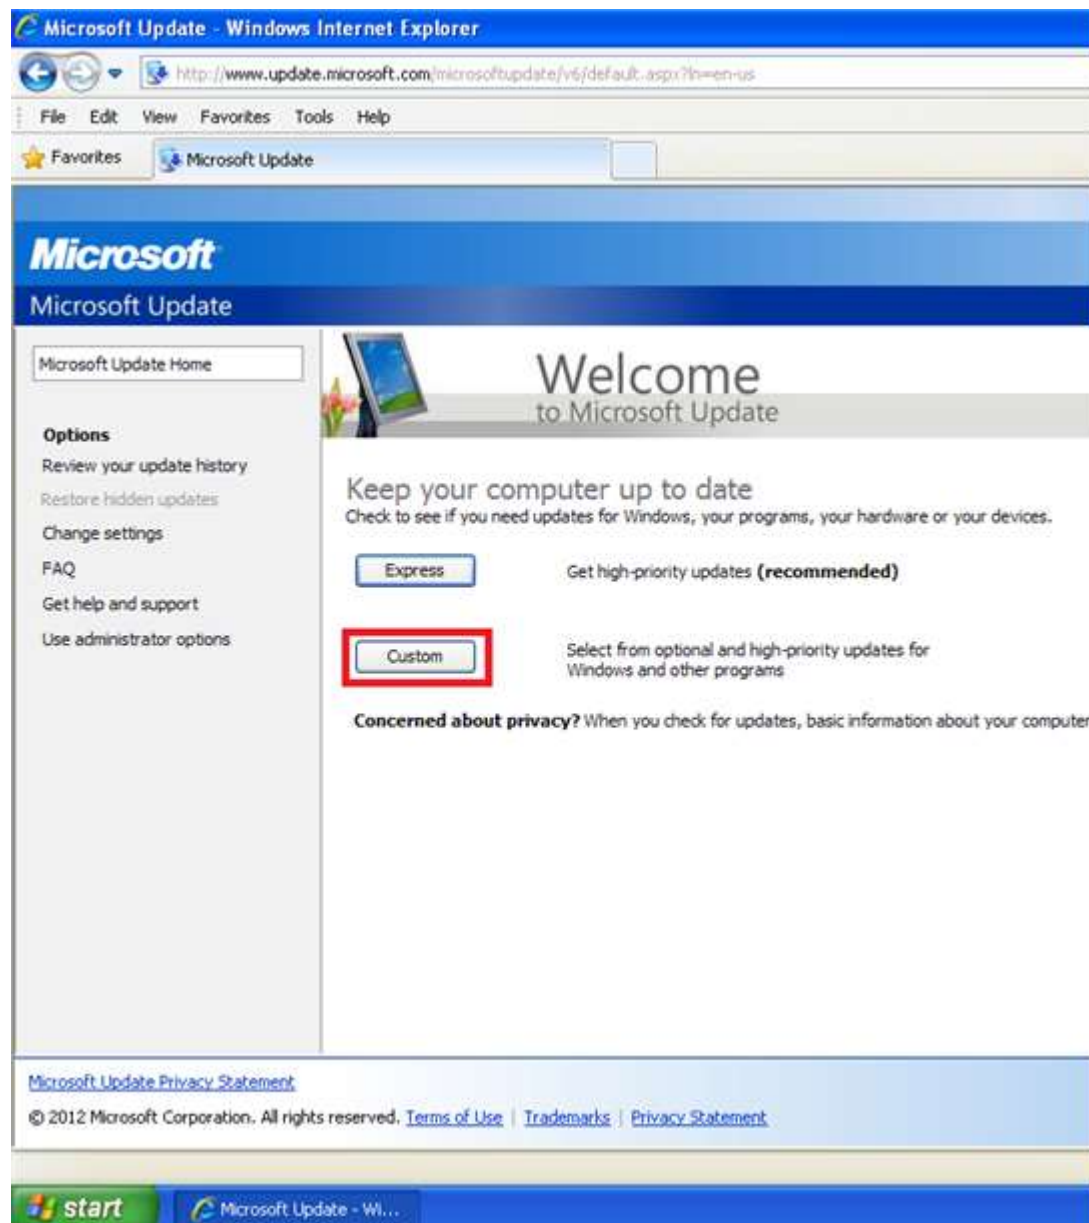 Microsoft Update - Windows Internet Explorer
http://www.update.microsoft.com/microsoftupdate/v6/default.aspx?ln=en-us
File Edit View Favorites Tools Help
Favorites Microsoft Update
Microsoft
Microsoft Update
Microsoft Update Home
Welcome
to Microsoft Update
Options
Review your update history
Restore hidden updates
Change settings
FAQ
Get help and support
Use administrator options
Keep your computer up to date
Check to see if you need updates for Windows, your programs, your hardware or your devices.
Express Get high-priority updates (recommended)
Custom Select from optional and high-priority updates for
Windows and other programs
Concerned about privacy? When you check for updates, basic information about your computer
Microsoft Update Privacy Statement
© 2012 Microsoft Corporation. All rights reserved. Terms of Use | Trademarks | Privacy Statement
start Microsoft Update - Wi...